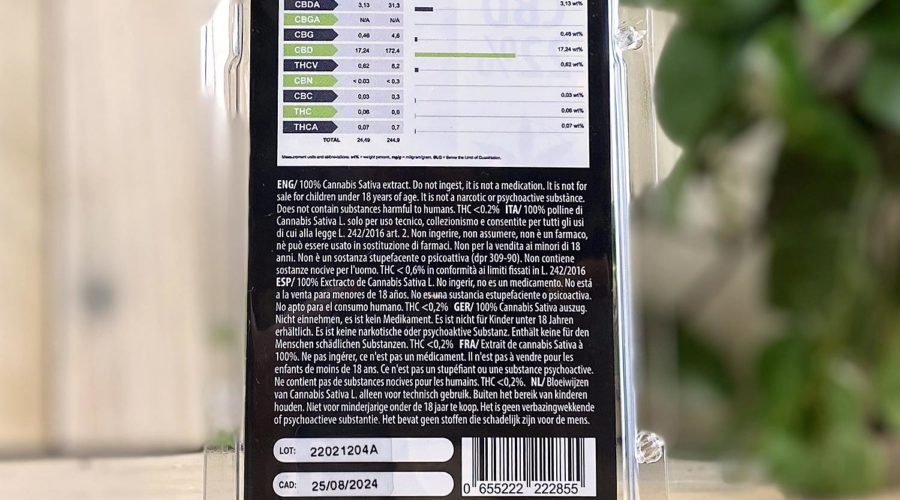 CBDA 3,13 31,3 3,13 wt%
CBGA N/A N/A
CBG 0,46 4,6 0,46 wt%
CBD 17,24 172,4 17,24 wt%
THCV 0,62 6,2 0,62 wt%
CBN < 0.03 < 0,3
CBC 0,03 0,3 0,03 wt%
THC 0,06 0,6 0,06 wt%
THCA 0,07 0,7 0,07 wt%
TOTAL 24,49 244,9
Measurement units and abbreviations: wt% = weight percent, mg/g = milligram/gram. BLQ = Below the Limit of Quantitation.
ENG/ 100% Cannabis Sativa extract. Do not ingest, it is not a medication. It is not for
sale for children under 18 years of age. It is not a narcotic or psychoactive substance.
Does not contain substances harmful to humans. THC <0.2% ITA/ 100% polline di
Cannabis Sativa L. solo per uso tecnico, collezionismo e consentite per tutti gli usi
di cui alla legge L. 242/2016 art. 2. Non ingerire, non assumere, non è un farmaco,
nè può essere usato in sostituzione di farmaci. Non per la vendita ai minori di 18
anni. Non è un sostanza stupefacente o psicoattiva (dpr 309-90). Non contiene
sostanze nocive per l'uomo. THC < 0,6% in conformità ai limiti fissati in L. 242/2016
ESP/ 100% Exctracto de Cannabis Sativa L. No ingerir, no es un medicamento. No está
a la venta para menores de 18 años. No es una sustancia estupefaciente o psicoactiva.
No apto para el consumo humano. THC <0,2% GER/ 100% Cannabis Sativa auszug.
Nicht einnehmen, es ist kein Medikament. Es ist nicht für Kinder unter 18 Jahren
erhältlich. Es ist keine narkotische oder psychoaktive Substanz. Enthält keine für den
Menschen schädlichen Substanzen. THC <0,2% FRA/ Extrait de cannabis Sativa à
100%. Ne pas ingérer, ce n'est pas un médicament. Il n'est pas à vendre pour les
enfants de moins de 18 ans. Ce n'est pas un stupéfiant ou une substance psychoactive.
Ne contient pas de substances nocives pour les humains. THC <0,2%. NL/ Bloeiwijzen
van Cannabis Sativa L. alleen voor technisch gebruik. Buiten het bereik van kinderen
houden. Niet voor minderjarige onder de 18 jaar te koop. Het is geen verbazingwekkende
of psychoactieve substantie. Het bevat geen stoffen die schadelijk zijn voor de mens.
LOT: 22021204A
CAD: 25/08/2024
0 655222 222855